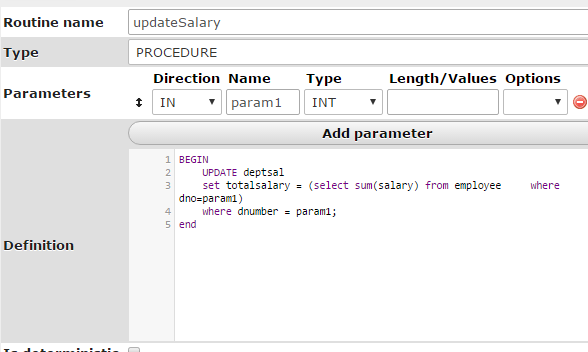 Routine name updateSalary
Type PROCEDURE
Direction Name Type Length/Values Options
Parameters IN param1 INT
Add parameter
Definition
1 BEGIN
2 UPDATE deptsal
3 set totalsalary = (select sum(salary) from employee where
dno=param1)
4 where dnumber = param1;
5 end
Is deterministic